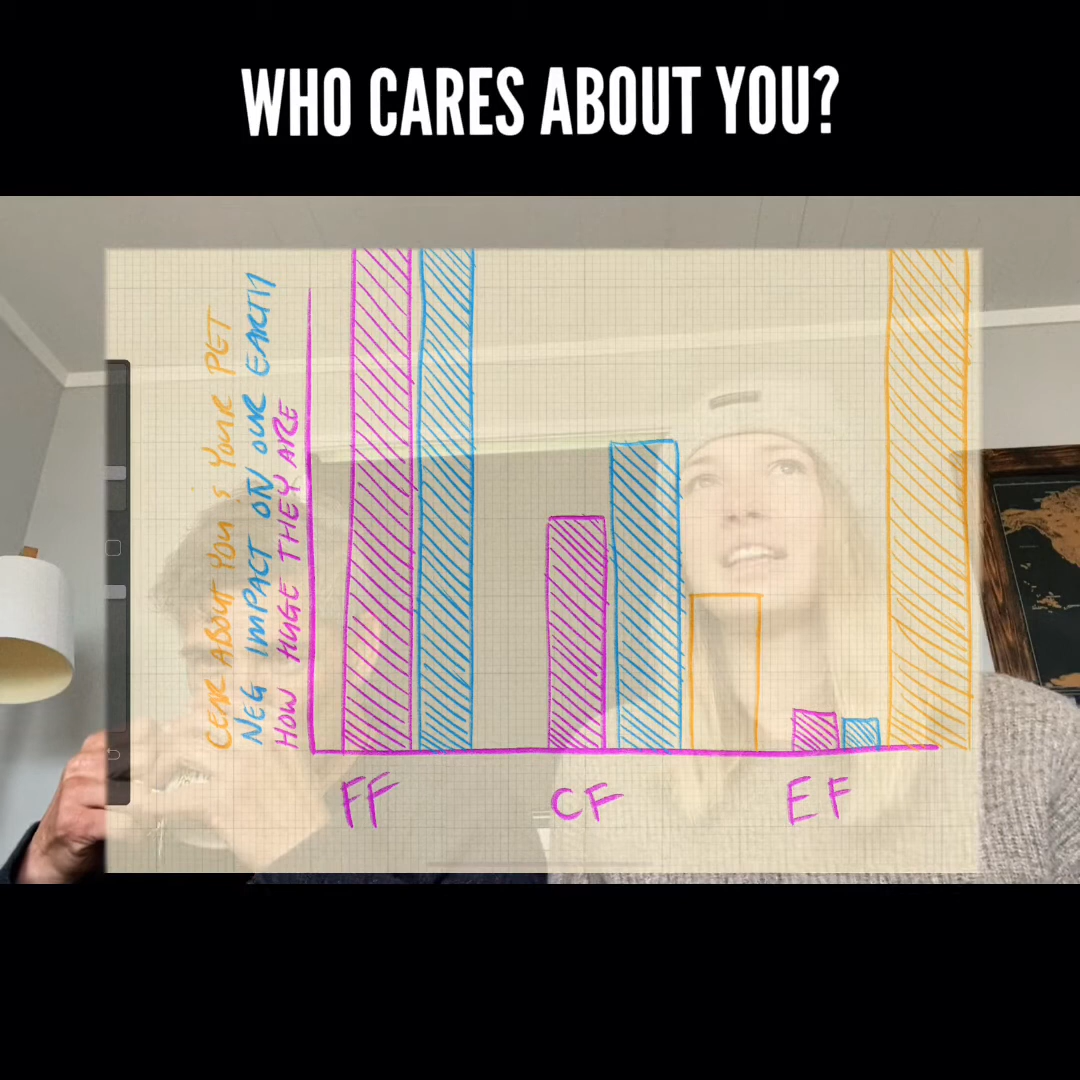 WHO CARES ABOUT YOU?
CEAR ABOUT YOU & YOUR PET
NEG IMPACT ON OUR EARTH
HOW HUGE THEY ARE
FF
CF
EF